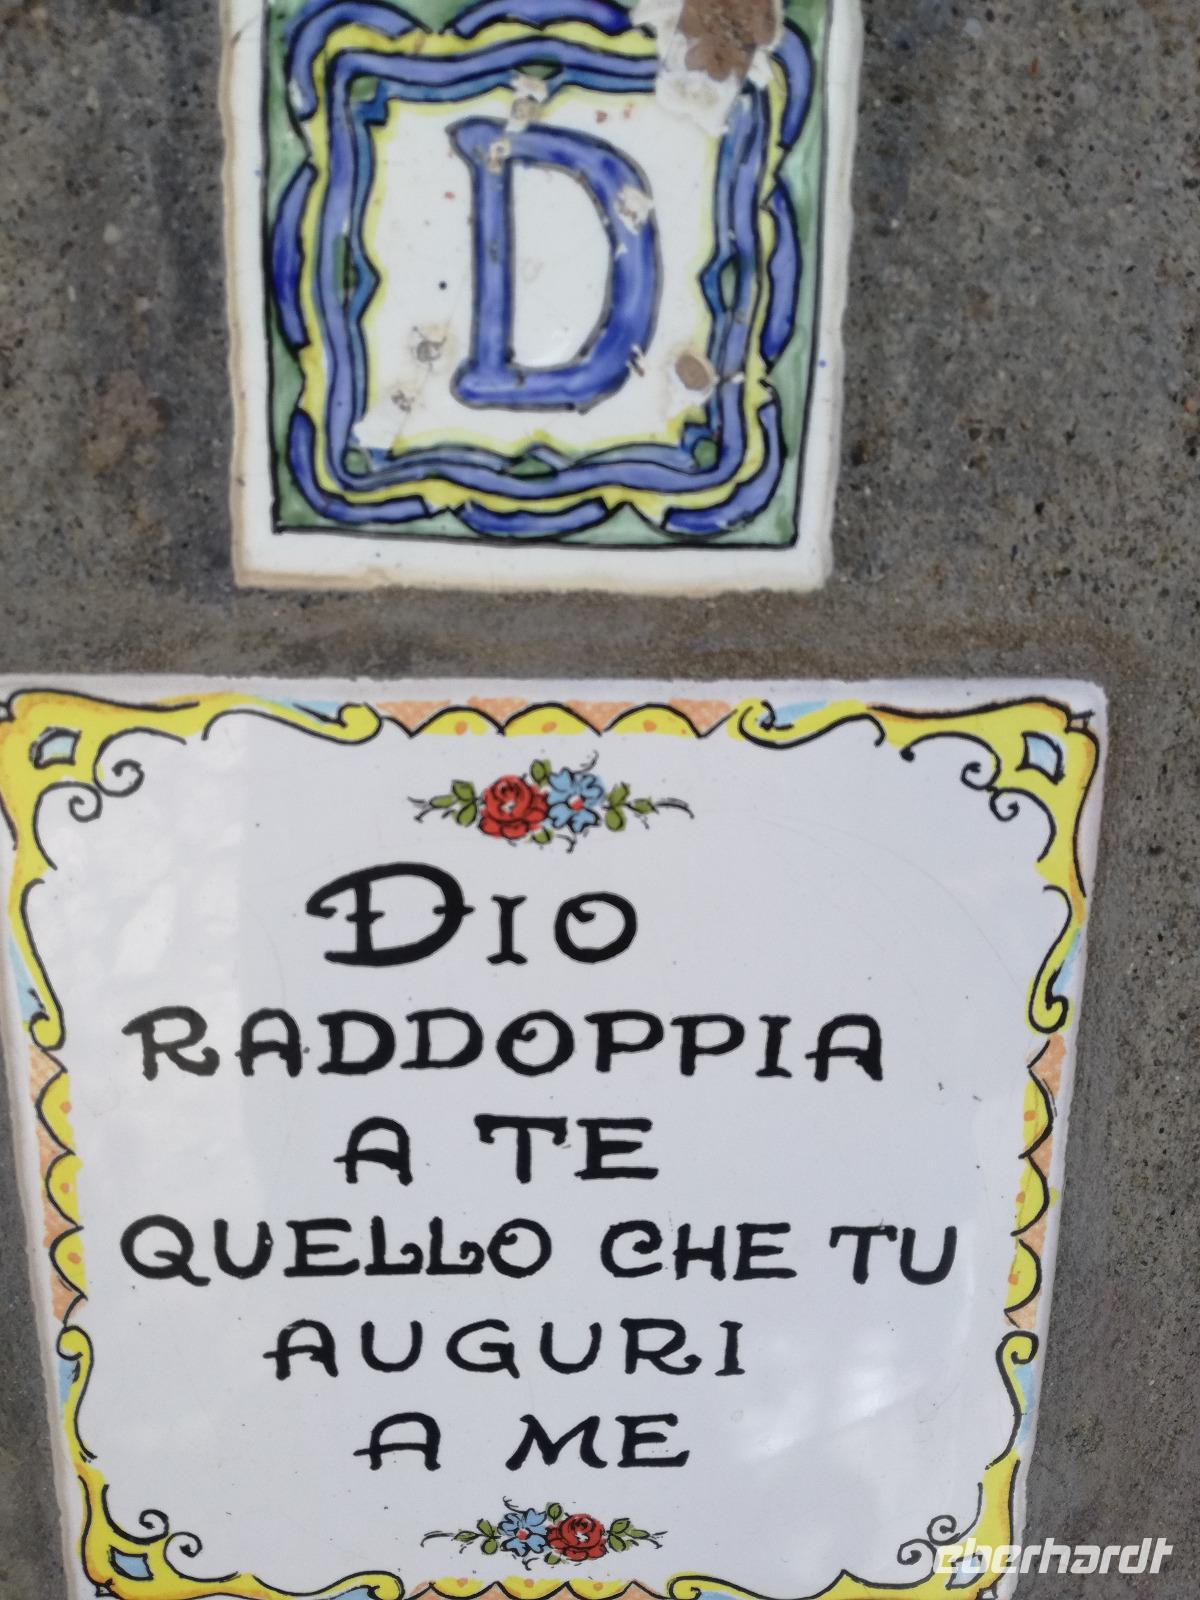 D
DIO
RADDOPPIA
A TE
QUELLO CHE TU
AUGURI
A ME
eberhardt